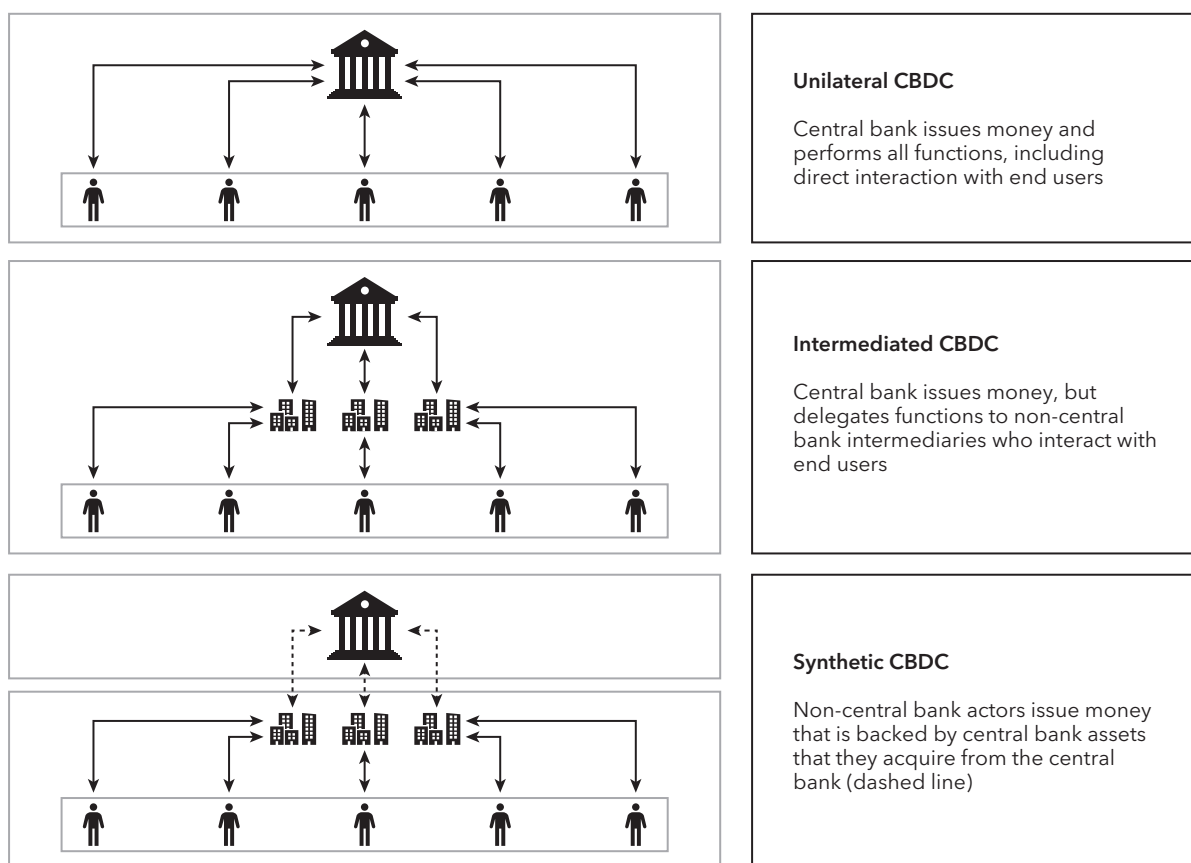 Unilateral CBDC
Central bank issues money and
performs all functions, including
direct interaction with end users
Intermediated CBDC
Central bank issues money, but
delegates functions to non-central
bank intermediaries who interact with
end users
Synthetic CBDC
Non-central bank actors issue money
that is backed by central bank assets
that they acquire from the central
bank (dashed line)